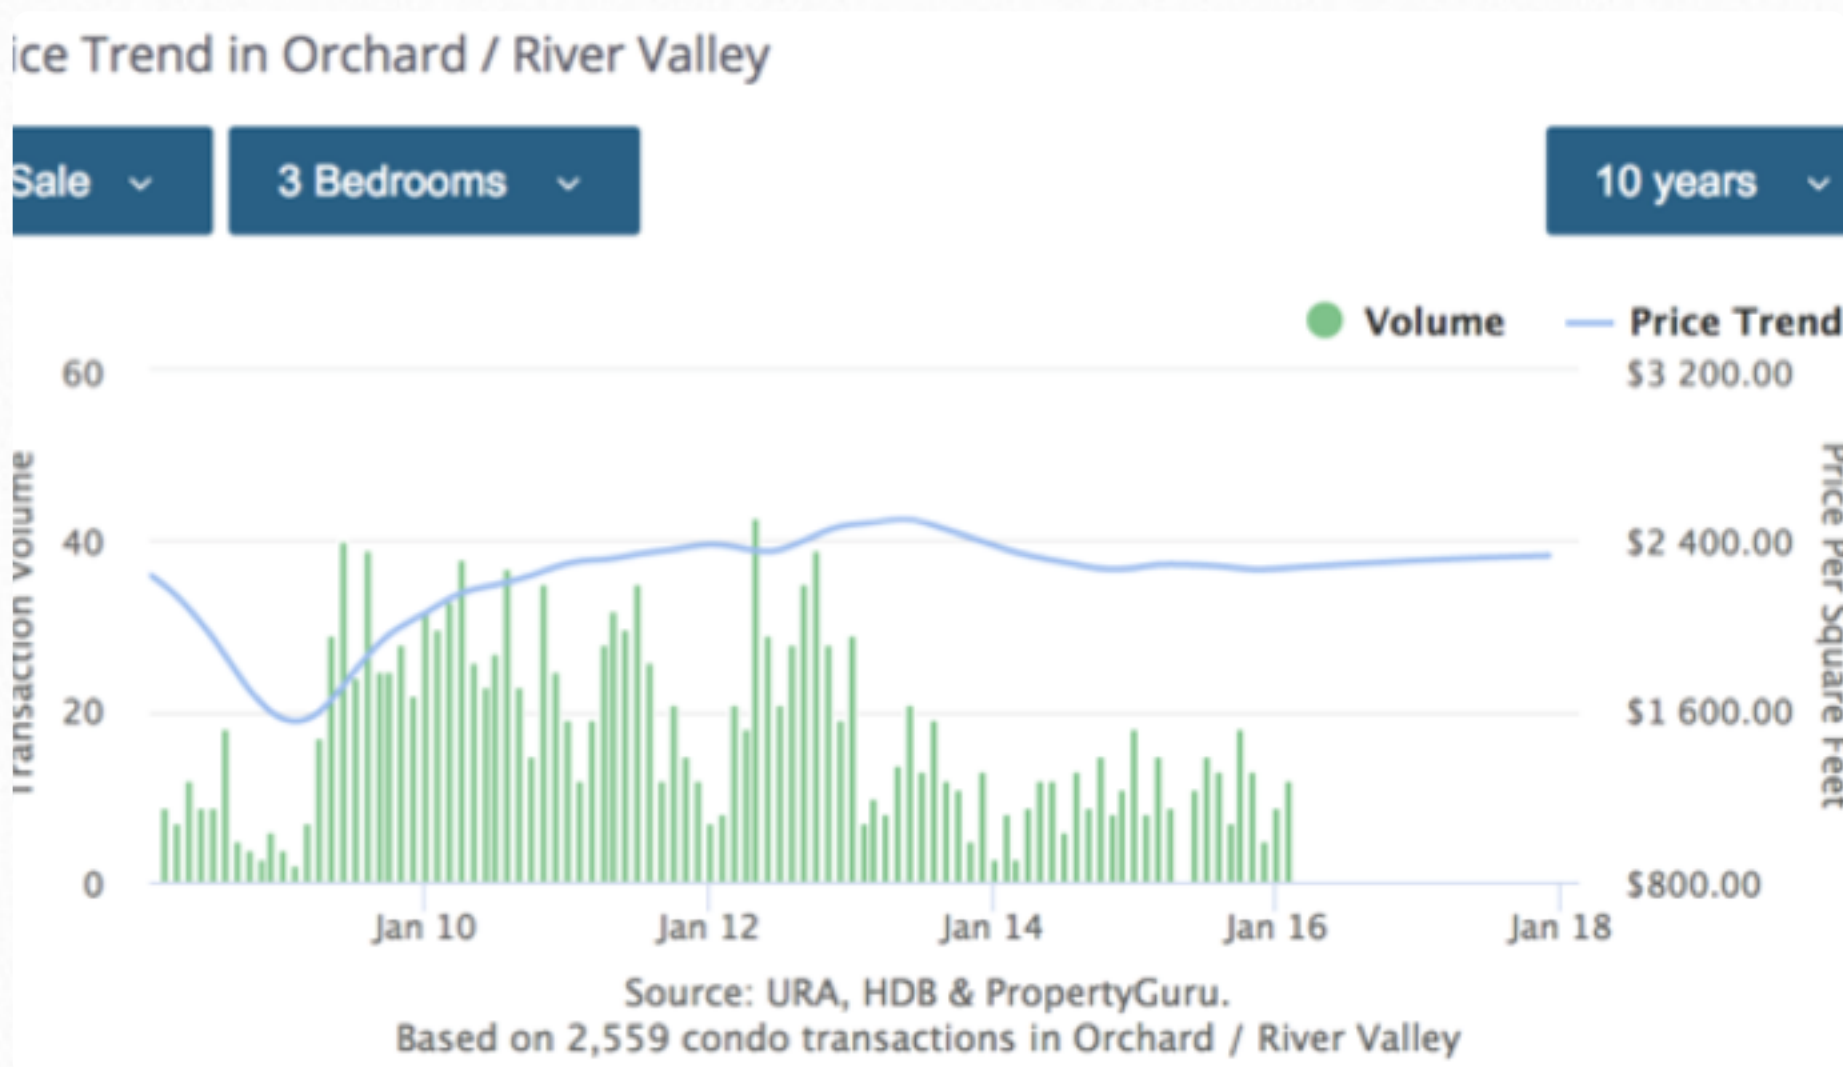 ice Trend in Orchard / River Valley
Sale
3 Bedrooms
10 years
Volume
Price Trend
60
$3 200.00
40
$2 400.00
20
$1 600.00
0
$800.00
Transaction Volume
Price Per Square Feet
Jan 10
Jan 12
Jan 14
Jan 16
Jan 18
Source: URA, HDB & PropertyGuru.
Based on 2,559 condo transactions in Orchard / River Valley